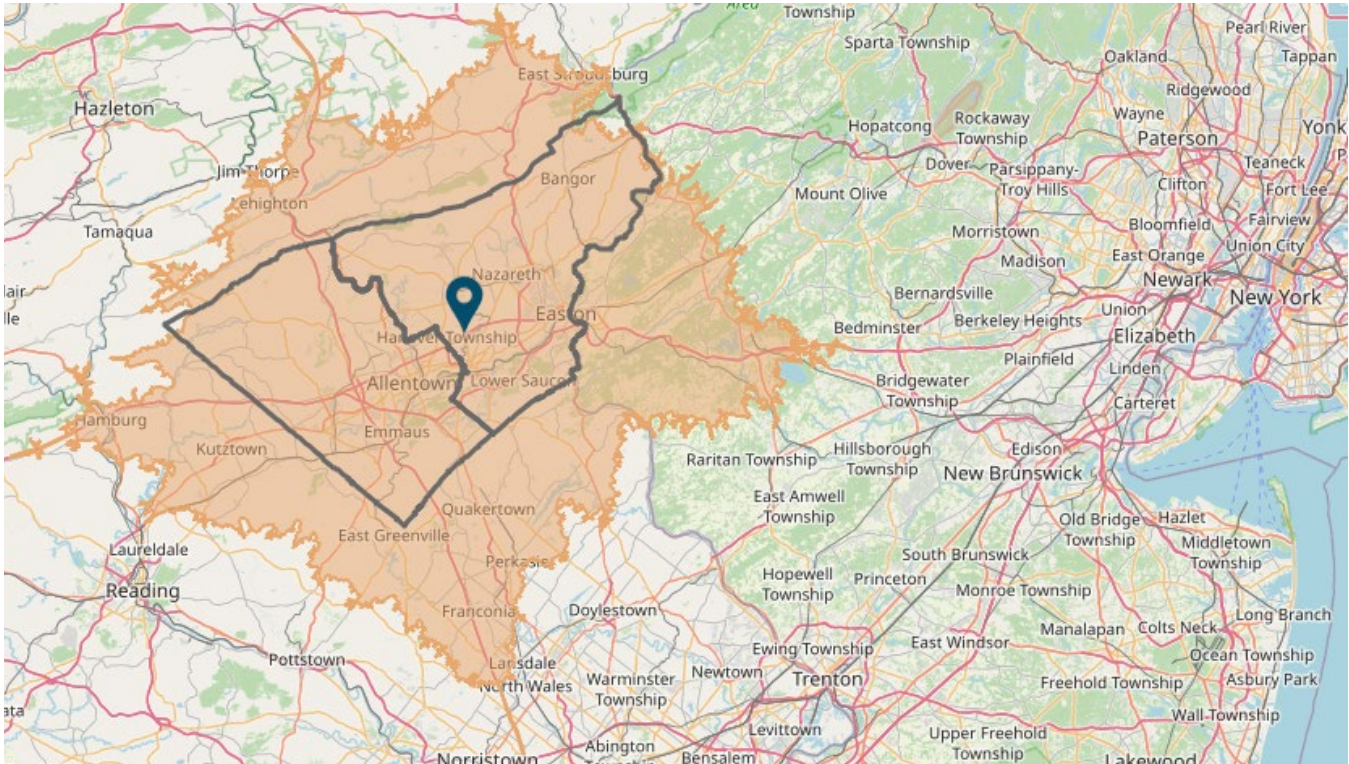 Area
Township
Pearl River
Sparta Township
Oakland
Tappan
East Stroudsburg
Ridgewood
Hazleton
Wayne
Rockaway
Township
Hopatcong
Yonk
Paterson
Dover
Parsippany-
Troy Hills
Teaneck
Jim Thorpe
Bangor
Mount Olive
Clifton
Fort Lee
Lehighton
Bloomfield
Fairview
Tamaqua
Morristown
Union City
East Orange
Madison
Nazareth
Newark
Bernardsville
New York
Union
Easton
Berkeley Heights
Bedminster
Hanover Township
Elizabeth
Plainfield
Linden
Allentown
Lower Saucon
Bridgewater
Township
Carteret
Hamburg
Emmaus
Kutztown
Hillsborough
Township
Edison
Raritan Township
New Brunswick
East Amwell
Township
Quakertown
Old Bridge
Township
Hazlet
East Greenville
Middletown
Township
Laureldale
South Brunswick
Perkasie
Hopewell
Township
Princeton
Reading
Monroe Township
Franconia
Doylestown
Long Branch
Manalapan
Colts Neck
East Windsor
Ewing Township
Ocean Township
Pottstown
Lansdale
Newtown
North Wales
Warminster
Township
Trenton
Freehold Township
Asbury Park
Wall Township
Levittown
Upper Freehold
Township
Abington
Norristown
Bensalem
Lakewood